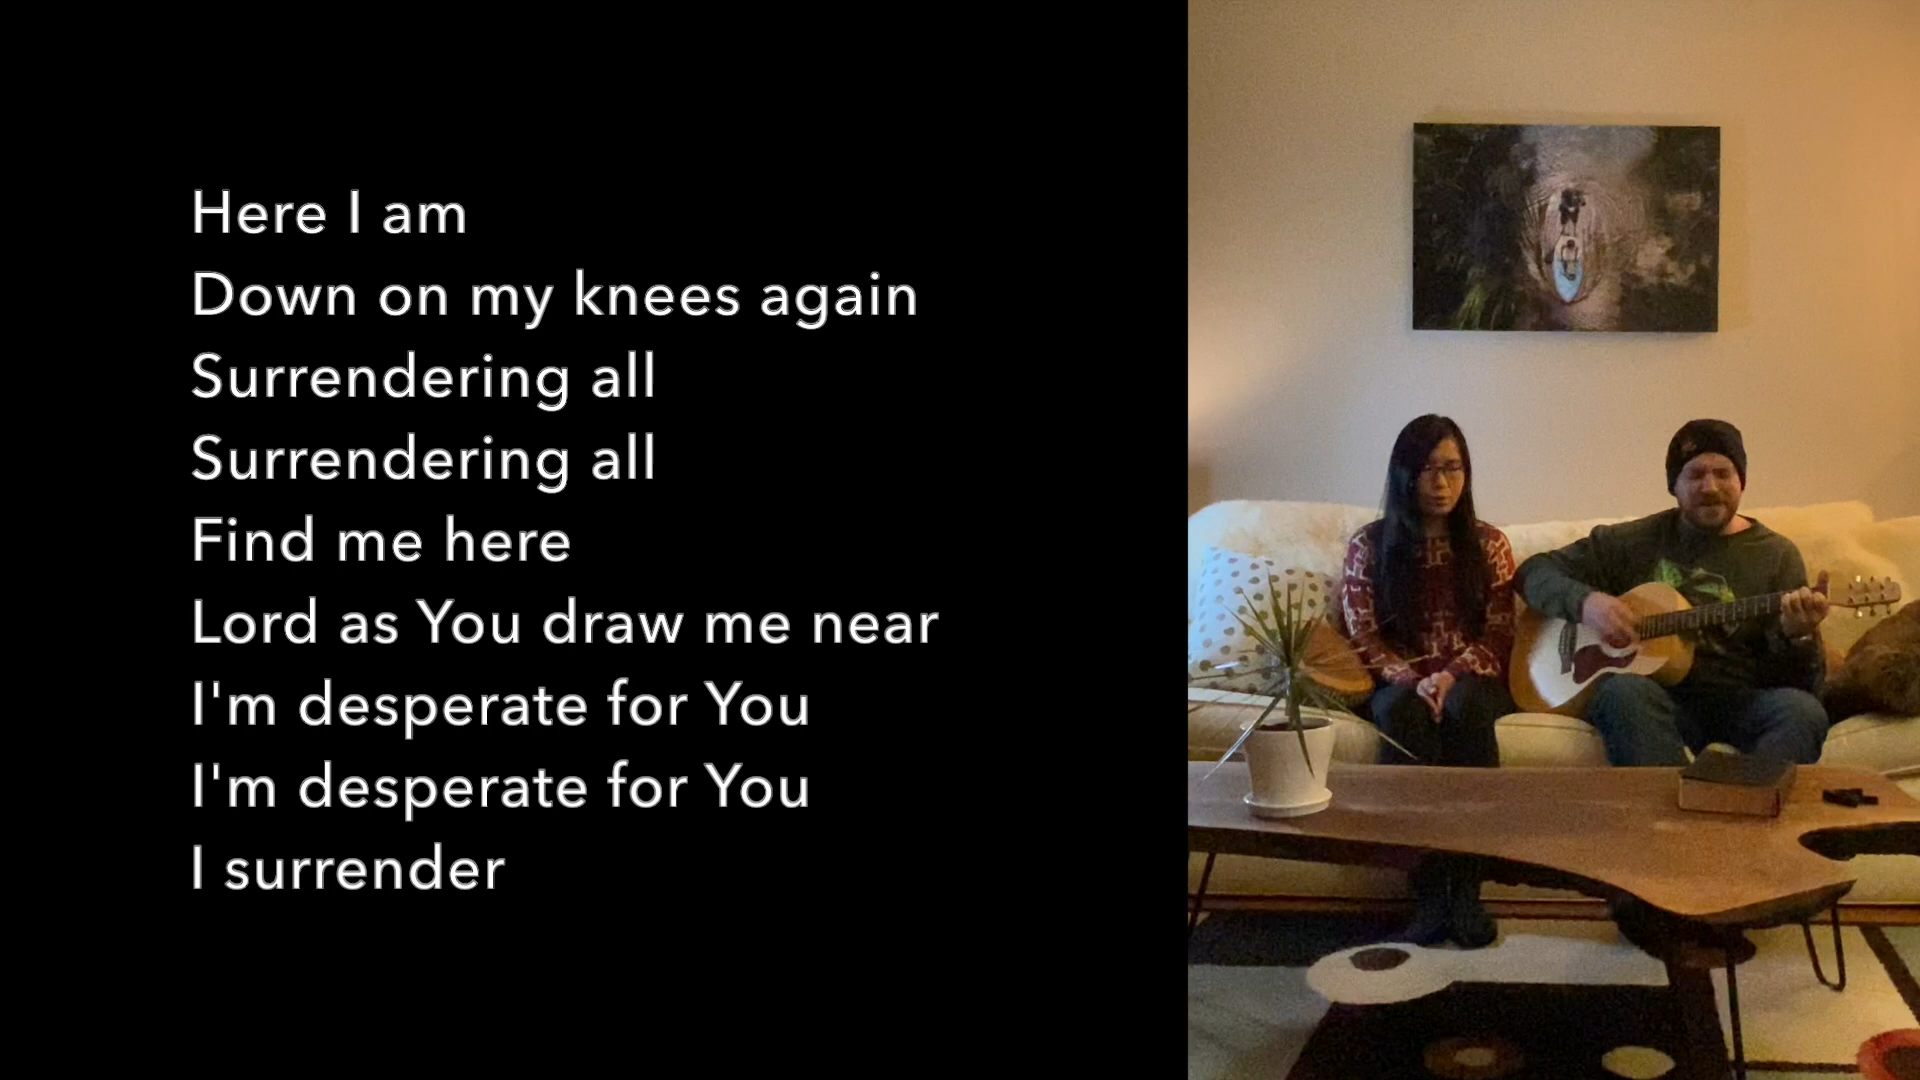 Here I am
Down on my knees again
Surrendering all
Surrendering all
Find me here
Lord as You draw me near
I'm desperate for You
I'm desperate for You
I surrender